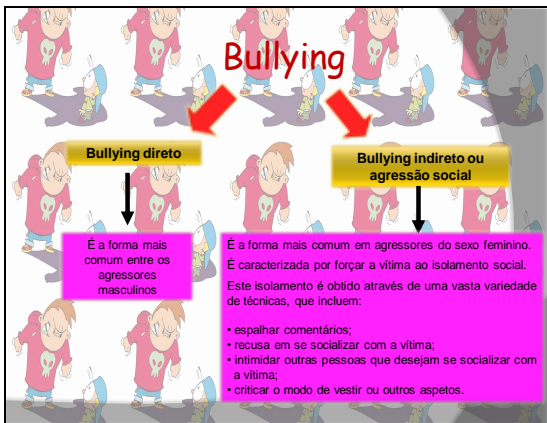 Bullying
Bullying direto
É a forma mais
comum entre os
agressores
masculinos
Bullying indireto ou
agressão social
É a forma mais comum em agressores do sexo feminino.
É caracterizada por forçar a vítima ao isolamento social.
Este isolamento é obtido através de uma vasta variedade
de técnicas, que incluem:
• espalhar comentários;
• recusa em se socializar com a vítima;
• intimidar outras pessoas que desejam se socializar com
a vítima;
• criticar o modo de vestir ou outros aspetos.